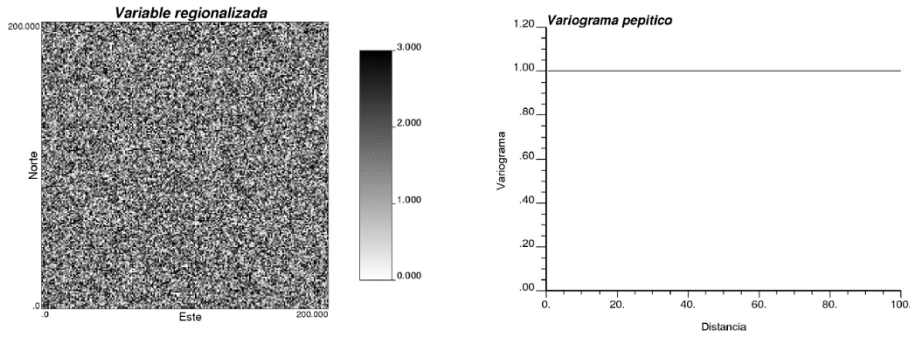 Variable regionalizada
200.000
Norte
.0
.0
Este
200.000
3.000
2.000
1.000
0.000
Variograma pepitico
1.20
1.00
.80
.60
.40
.20
.00
Variograma
0. 20. 40. 60. 80. 100.
Distancia